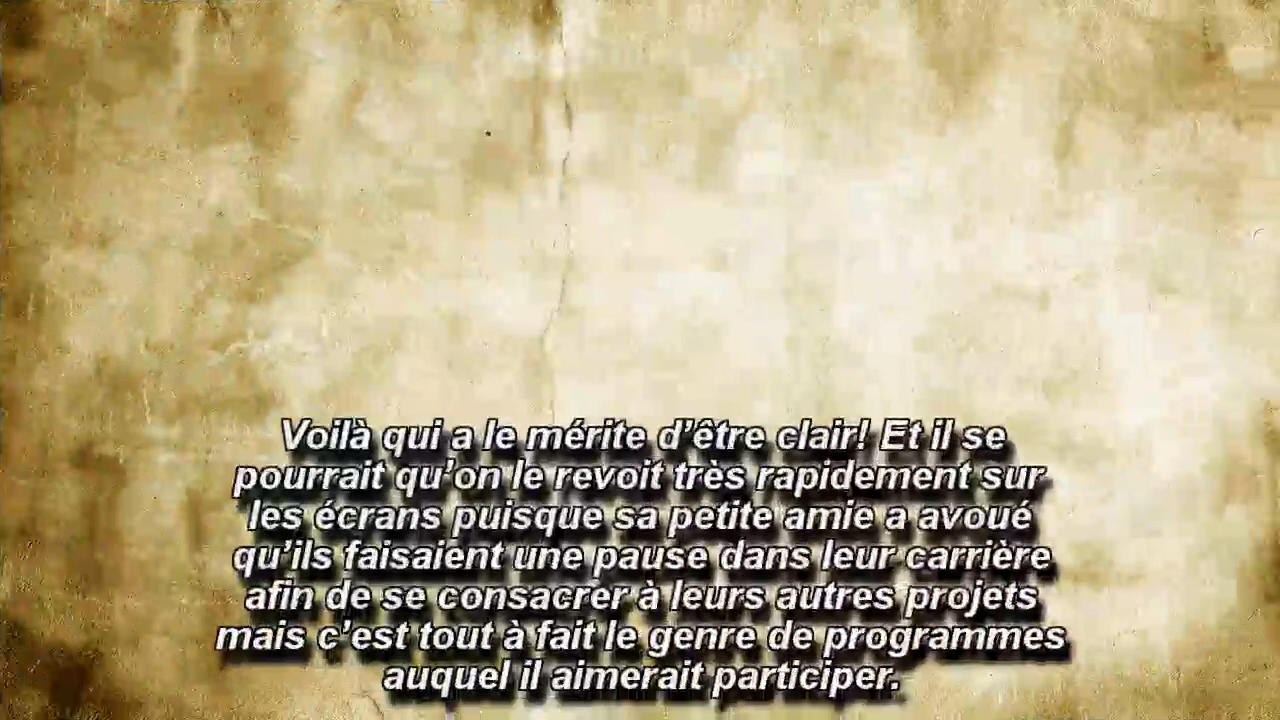 Voilà qui a le mérite d’être clair! Et il se
pourrait qu’on le revoit très rapidement sur
les écrans puisque sa petite amie a avoué
qu’ils faisaient une pause dans leur carrière
afin de se consacrer à leurs autres projets
mais c’est tout à fait le genre de programmes
auquel il aimerait participer.